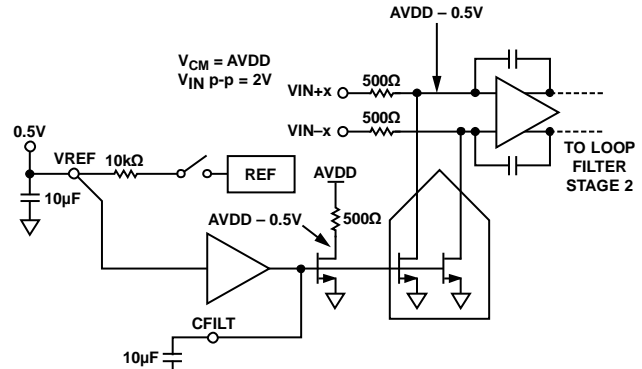 AVDD – 0.5V
VCM = AVDD
VIN p-p = 2V
500Ω
VIN+x
500Ω
VIN–x
TO LOOP
FILTER
STAGE 2
0.5V
VREF
10kΩ
REF
AVDD
10µF
500Ω
AVDD – 0.5V
CFILT
10µF